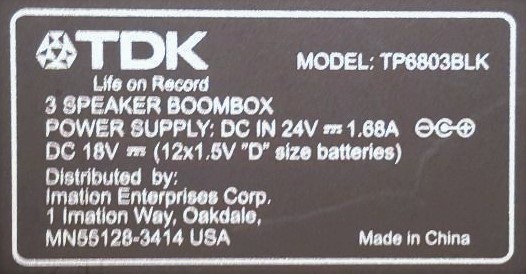 TDK
Life on Record
MODEL: TP6803BLK
3 SPEAKER BOOMBOX
POWER SUPPLY: DC IN 24V ⎓ 1.68A
DC 18V ⎓ (12x1.5V "D" size batteries)
Distributed by:
Imation Enterprises Corp.
1 Imation Way, Oakdale,
MN55128-3414 USA
Made in China